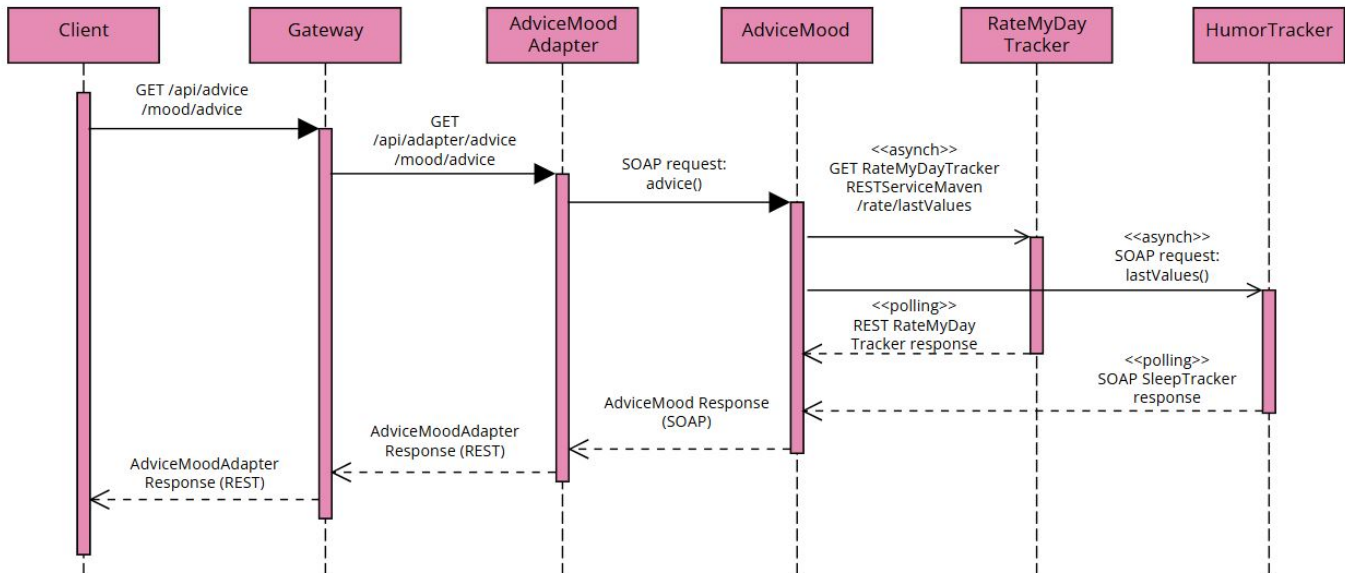 Client
Gateway
AdviceMood
Adapter
AdviceMood
RateMyDay
Tracker
HumorTracker
GET /api/advice
/mood/advice
GET
/api/adapter/advice
/mood/advice
SOAP request:
advice()
<<asynch>>
GET RateMyDayTracker
RESTServiceMaven
/rate/lastValues
<<asynch>>
SOAP request:
lastValues()
<<polling>>
REST RateMyDay
Tracker response
<<polling>>
SOAP SleepTracker
response
AdviceMood Response
(SOAP)
AdviceMoodAdapter
Response (REST)
AdviceMoodAdapter
Response (REST)